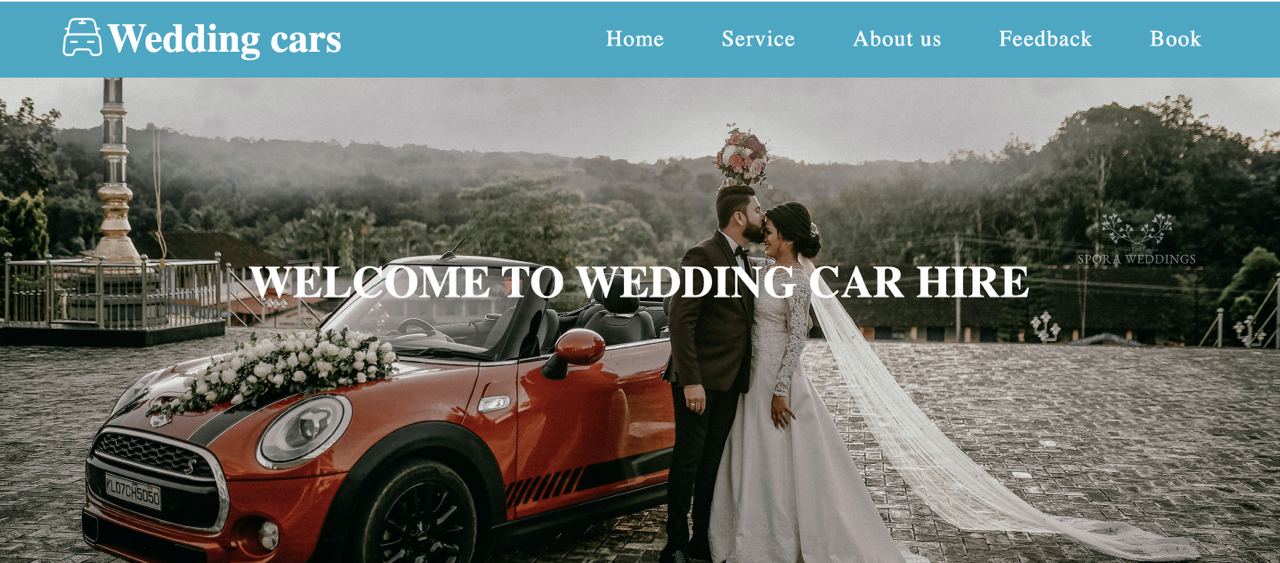 Wedding cars
Home Service About us Feedback Book
WELCOME TO WEDDING CAR HIRE
SPORA WEDDINGS
KL07CH5050